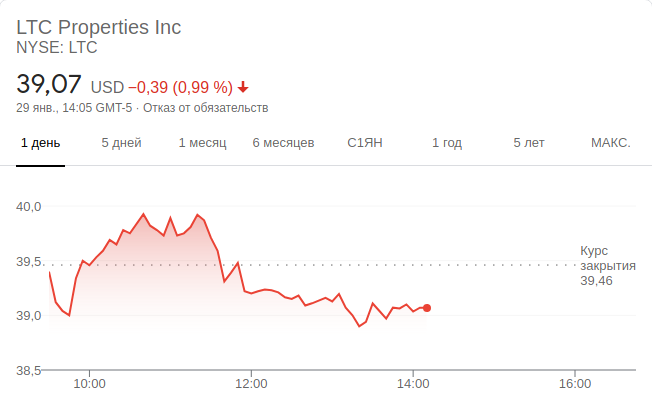 LTC Properties Inc
NYSE: LTC
39,07 USD −0,39 (0,99 %)
29 янв., 14:05 GMT-5 · Отказ от обязательств
1 день 5 дней 1 месяц 6 месяцев С1ЯН 1 год 5 лет МАКС.
40,0
39,5
39,0
38,5
Курс
закрытия
39,46
10:00 12:00 14:00 16:00